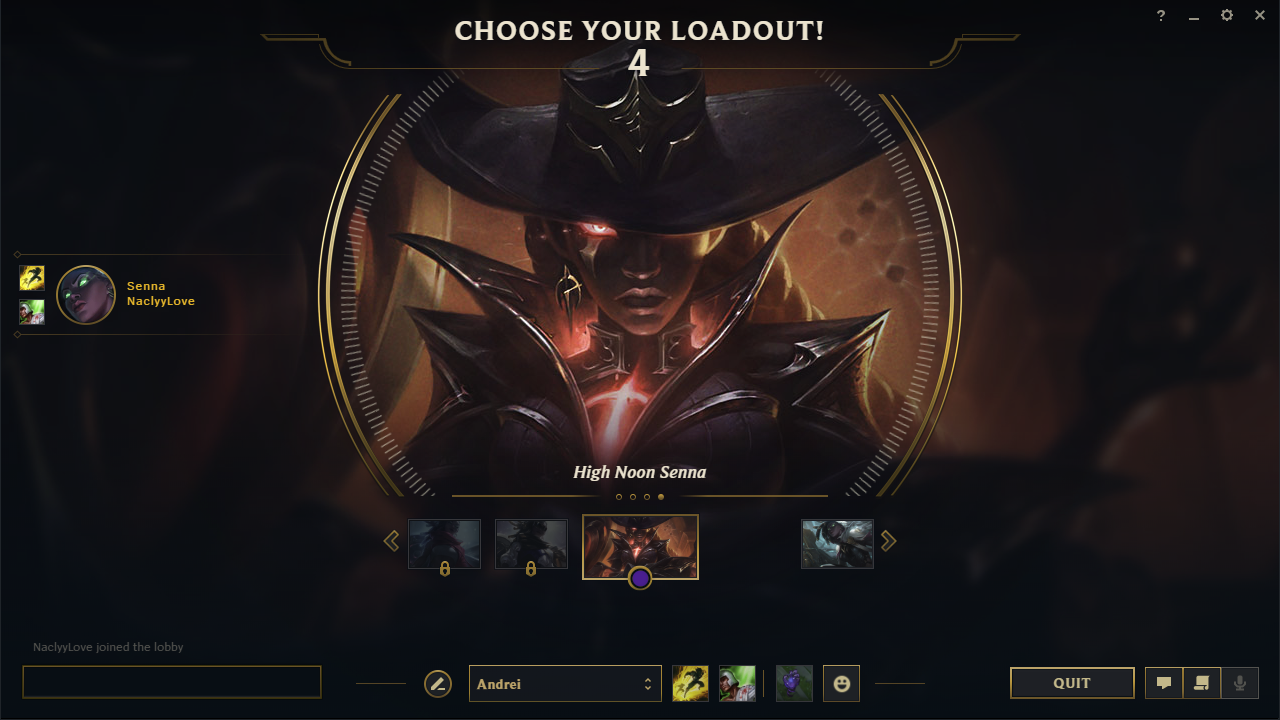 CHOOSE YOUR LOADOUT!
4
?
Senna
NaclyyLove
High Noon Senna
NaclyyLove joined the lobby
Andrei
QUIT